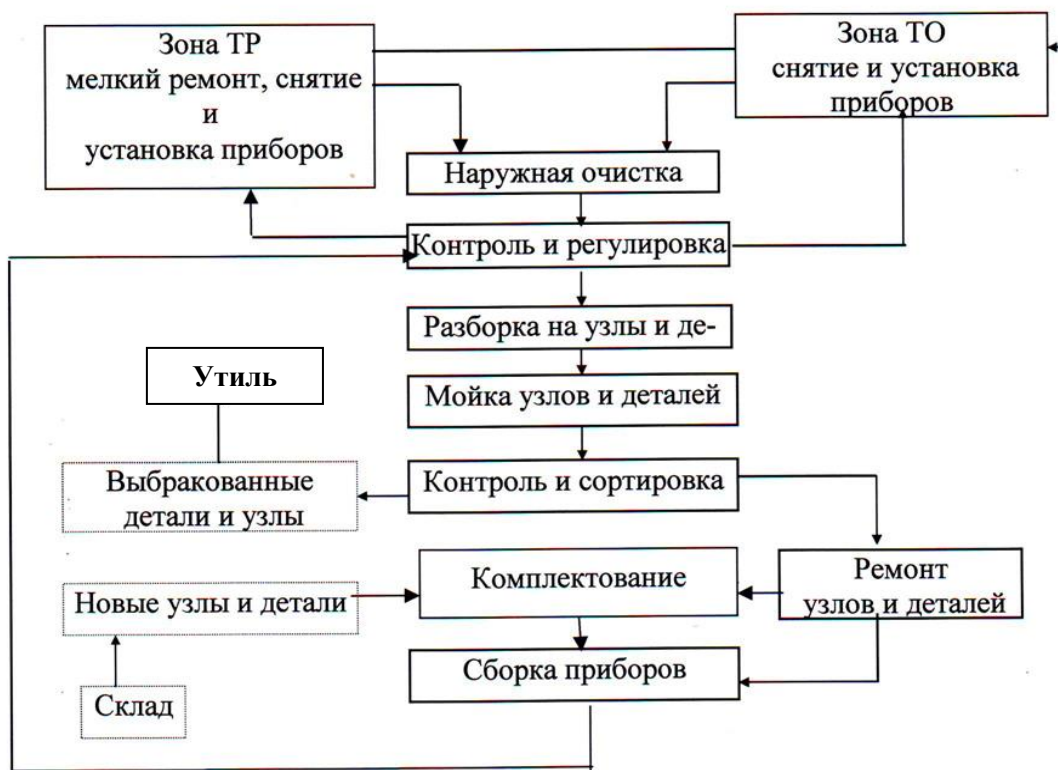 Зона ТР
мелкий ремонт, снятие
и
установка приборов
Зона ТО
снятие и установка
приборов
Наружная очистка
Контроль и регулировка
Разборка на узлы и де-
Утиль
Мойка узлов и деталей
Контроль и сортировка
Выбракованные
детали и узлы
Комплектование
Ремонт
узлов и деталей
Новые узлы и детали
Сборка приборов
Склад